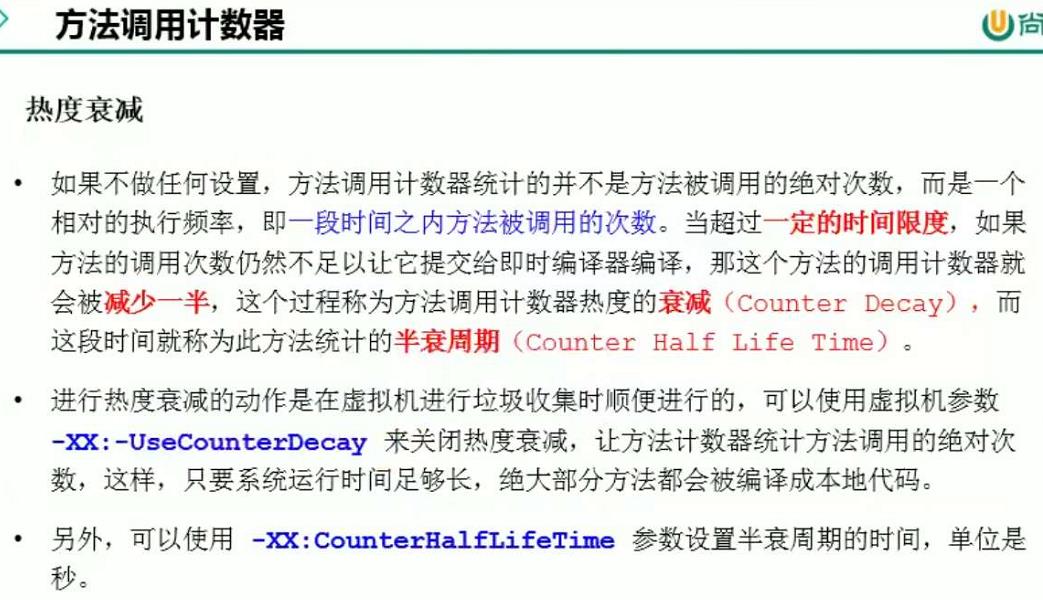 方法调用计数器
尚
热度衰减
• 如果不做任何设置，方法调用计数器统计的并不是方法被调用的绝对次数，而是一个
相对的执行频率，即一段时间之内方法被调用的次数。当超过一定的时间限度，如果
方法的调用次数仍然不足以让它提交给即时编译器编译，那这个方法的调用计数器就
会被减少一半，这个过程称为方法调用计数器热度的衰减（Counter Decay），而
这段时间就称为此方法统计的半衰周期（Counter Half Life Time）。
• 进行热度衰减的动作是在虚拟机进行垃圾收集时顺便进行的，可以使用虚拟机参数
-XX:-UseCounterDecay 来关闭热度衰减，让方法计数器统计方法调用的绝对次
数，这样，只要系统运行时间足够长，绝大部分方法都会被编译成本地代码。
• 另外，可以使用 -XX:CounterHalfLifeTime 参数设置半衰周期的时间，单位是
秒。